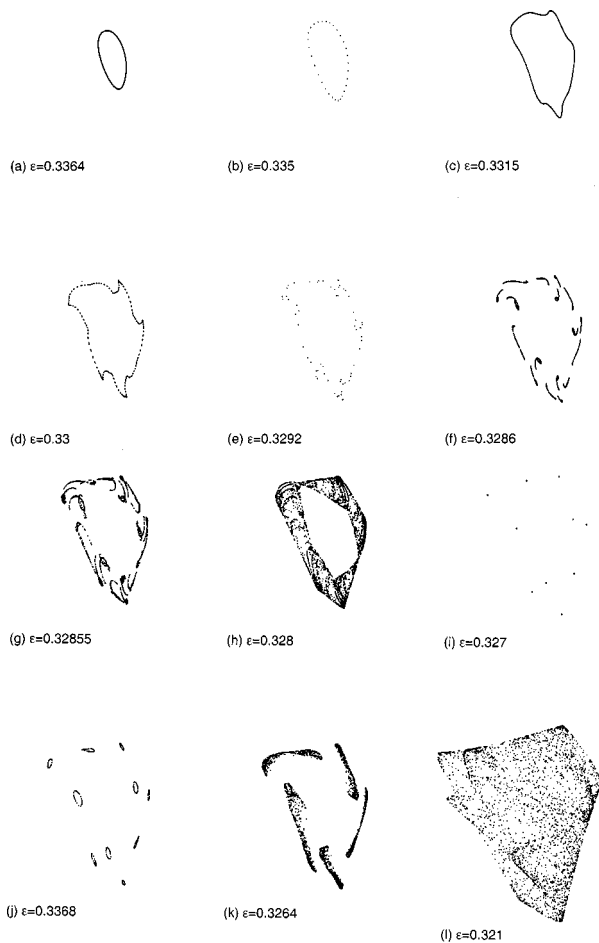 (a) ε=0.3364
(b) ε=0.335
(c) ε=0.3315
(d) ε=0.33
(e) ε=0.3292
(f) ε=0.3286
(g) ε=0.32855
(h) ε=0.328
(i) ε=0.327
(j) ε=0.3368
(k) ε=0.3264
(l) ε=0.321